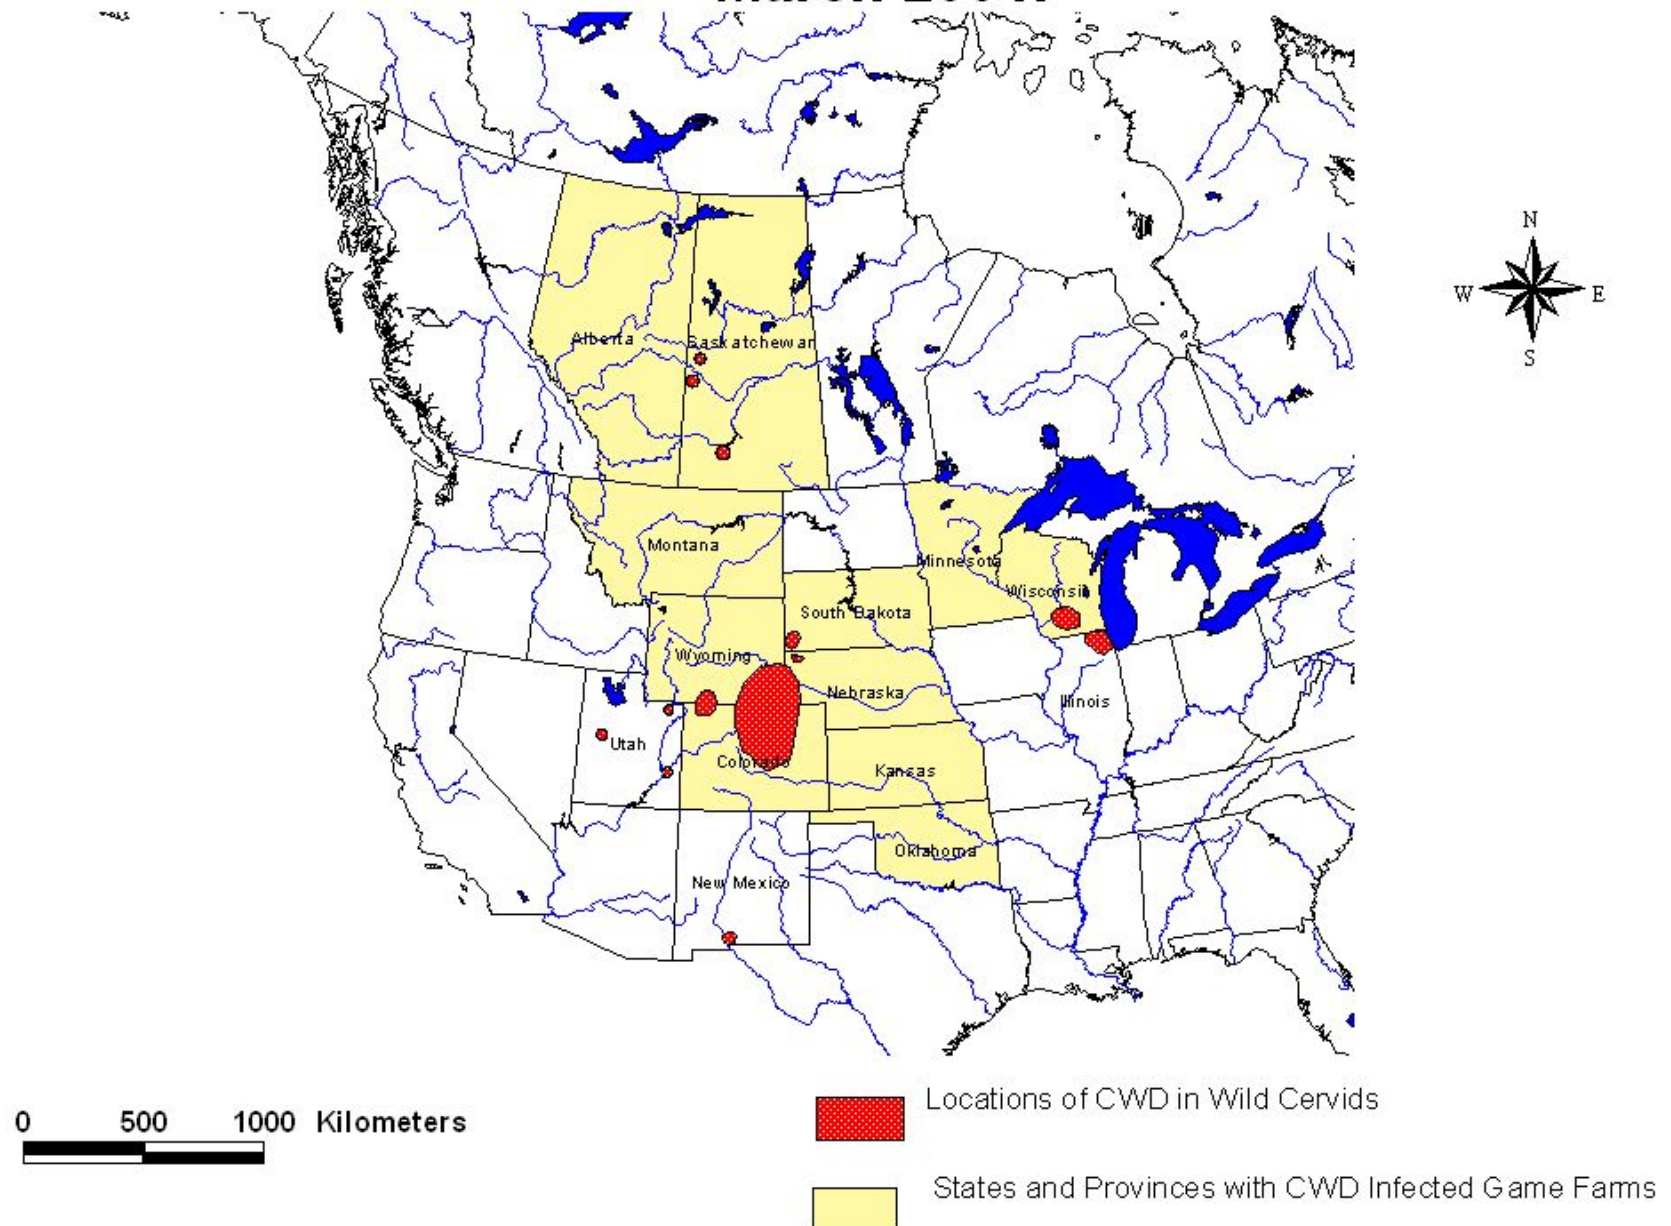 N
W E
S
Alberta
Saskatchewan
Montana
Minnesota
Wisconsin
South Dakota
Wyoming
Nebraska
Illinois
Utah
Colorado
Kansas
Oklahoma
New Mexico
Locations of CWD in Wild Cervids
0 500 1000 Kilometers
States and Provinces with CWD Infected Game Farms